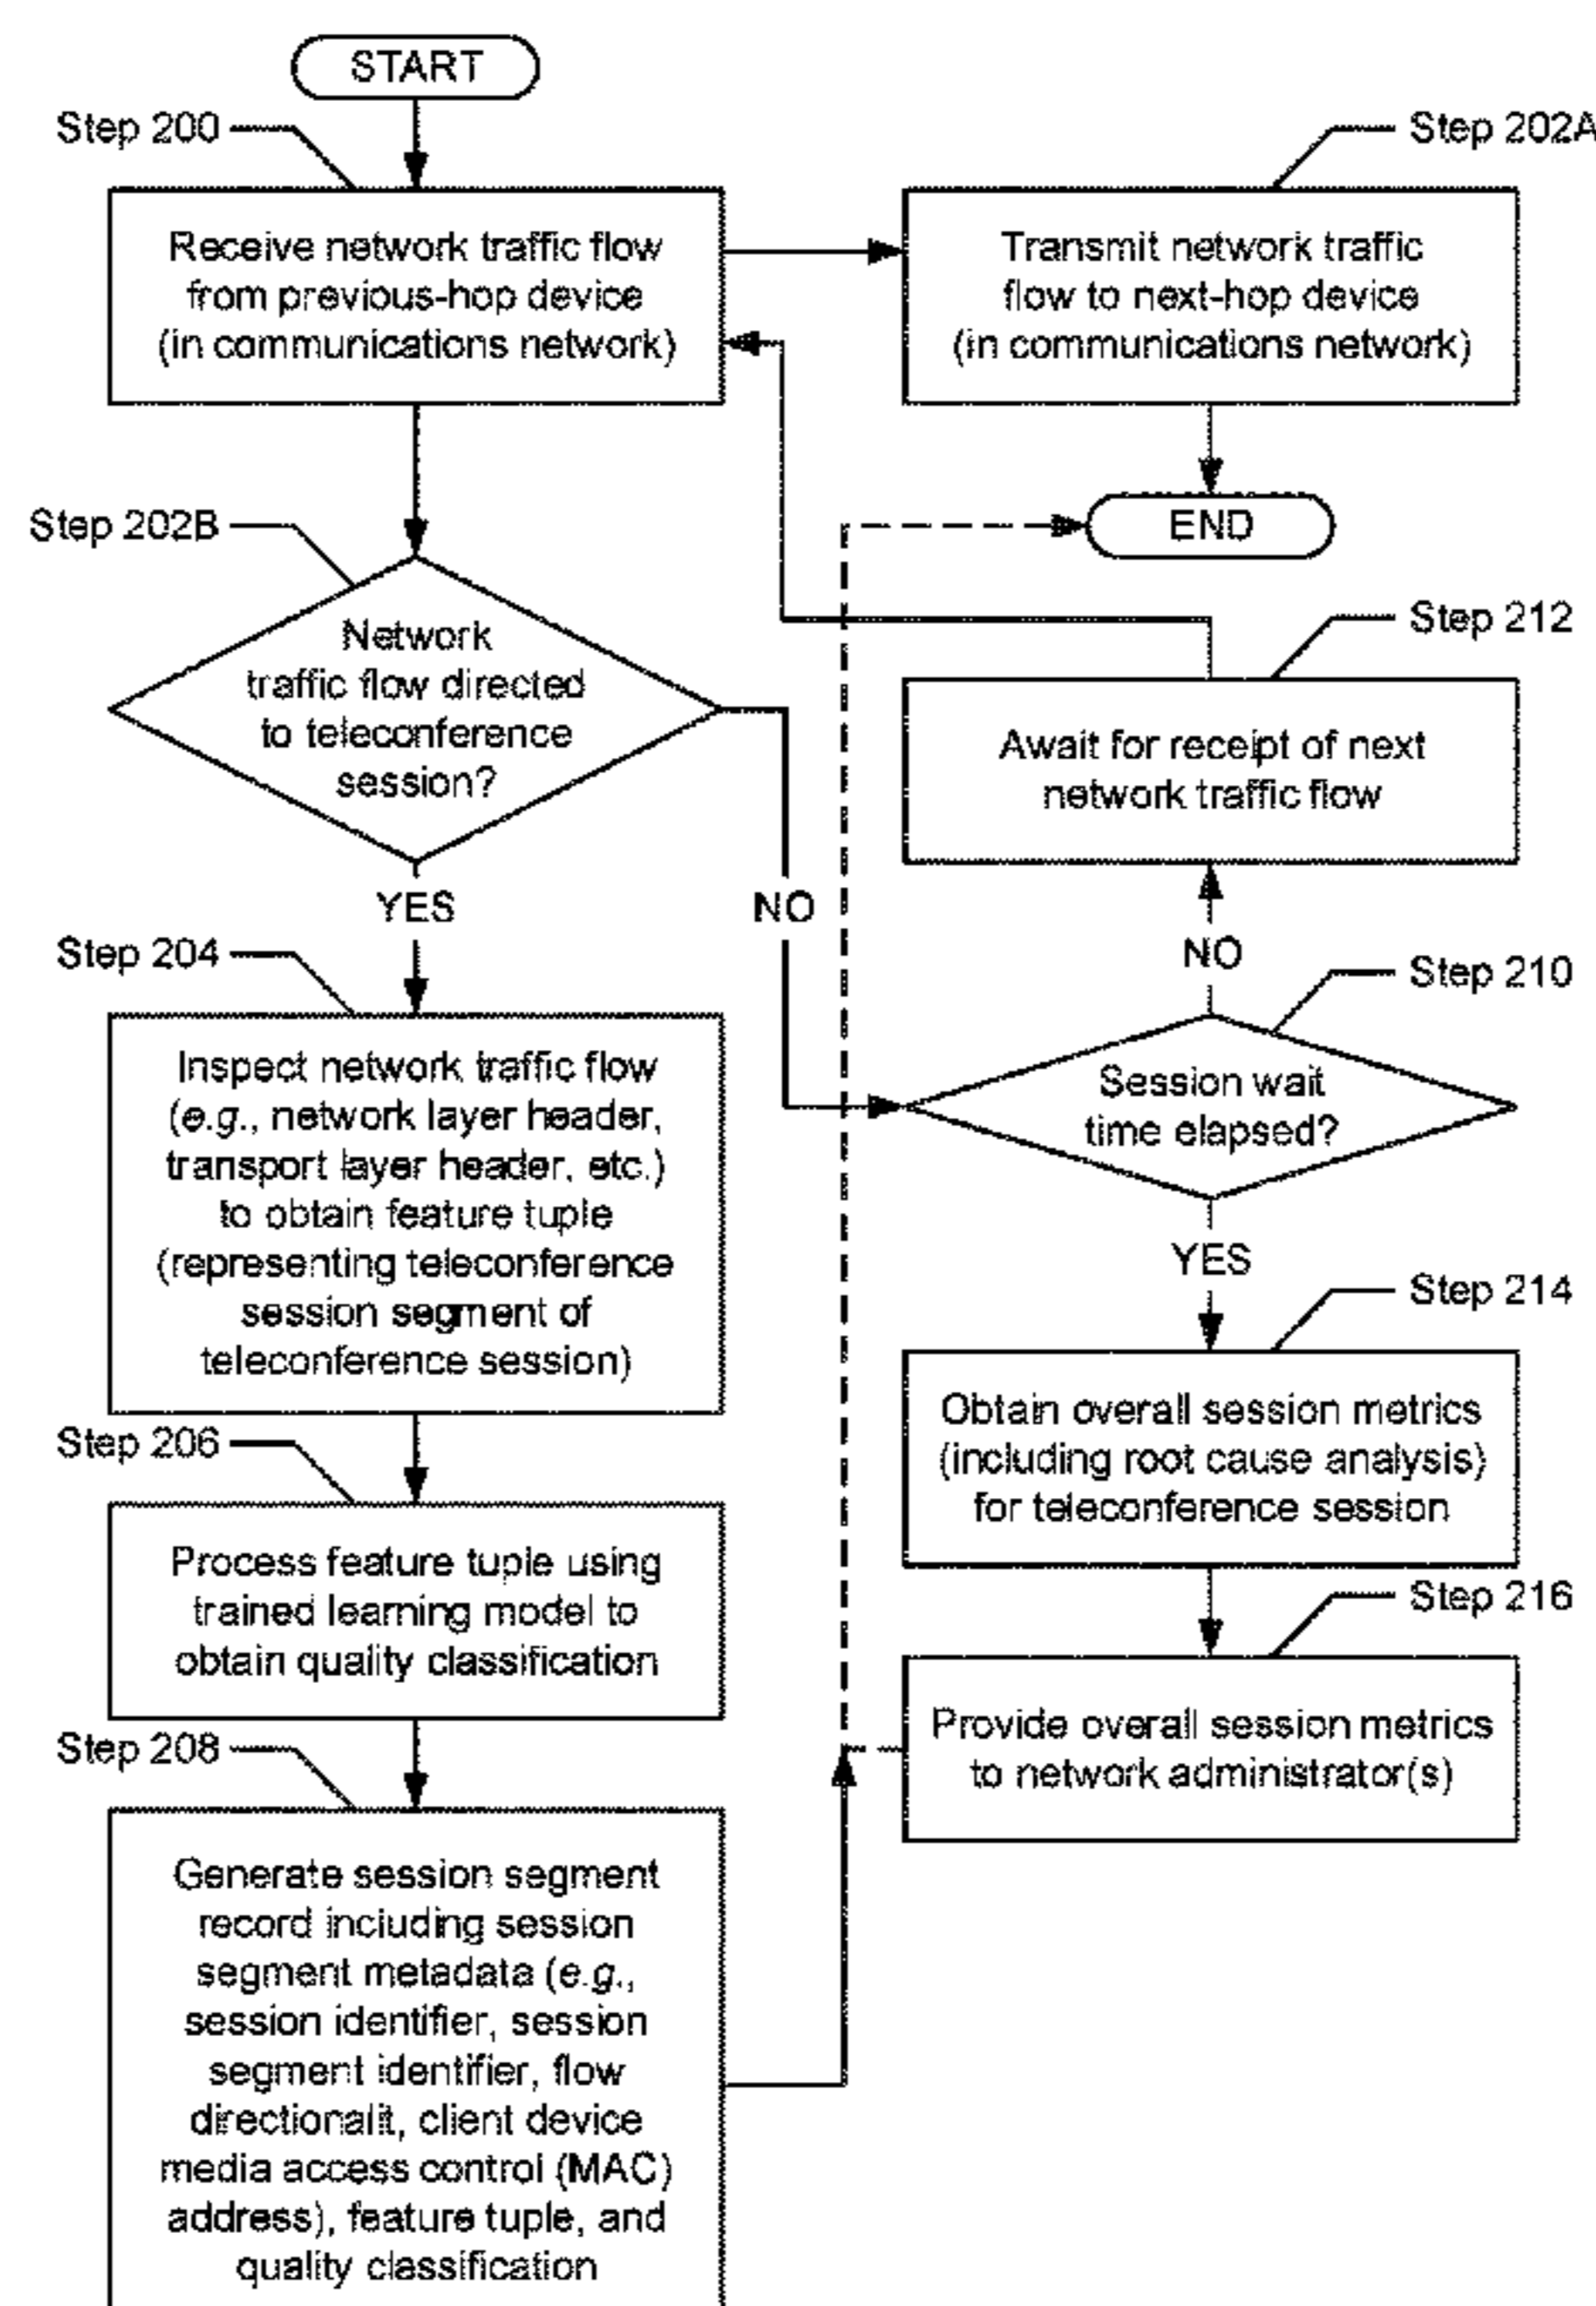 START
Step 200
Receive network traffic flow
from previous-hop device
(in communications network)
Step 202A
Transmit network traffic
flow to next-hop device
(in communications network)
END
Step 202B
Network
traffic flow directed
to teleconference
session?
YES
NO
Step 204
Inspect network traffic flow
(e.g., network layer header,
transport layer header, etc.)
to obtain feature tuple
(representing teleconference
session segment of
teleconference session)
Step 206
Process feature tuple using
trained learning model to
obtain quality classification
Step 208
Generate session segment
record including session
segment metadata (e.g.,
session identifier, session
segment identifier, flow
directionalit, client device
media access control (MAC)
address), feature tuple, and
quality classification
Step 212
Await for receipt of next
network traffic flow
NO
Step 210
Session wait
time elapsed?
YES
Step 214
Obtain overall session metrics
(including root cause analysis)
for teleconference session
Step 216
Provide overall session metrics
to network administrator(s)